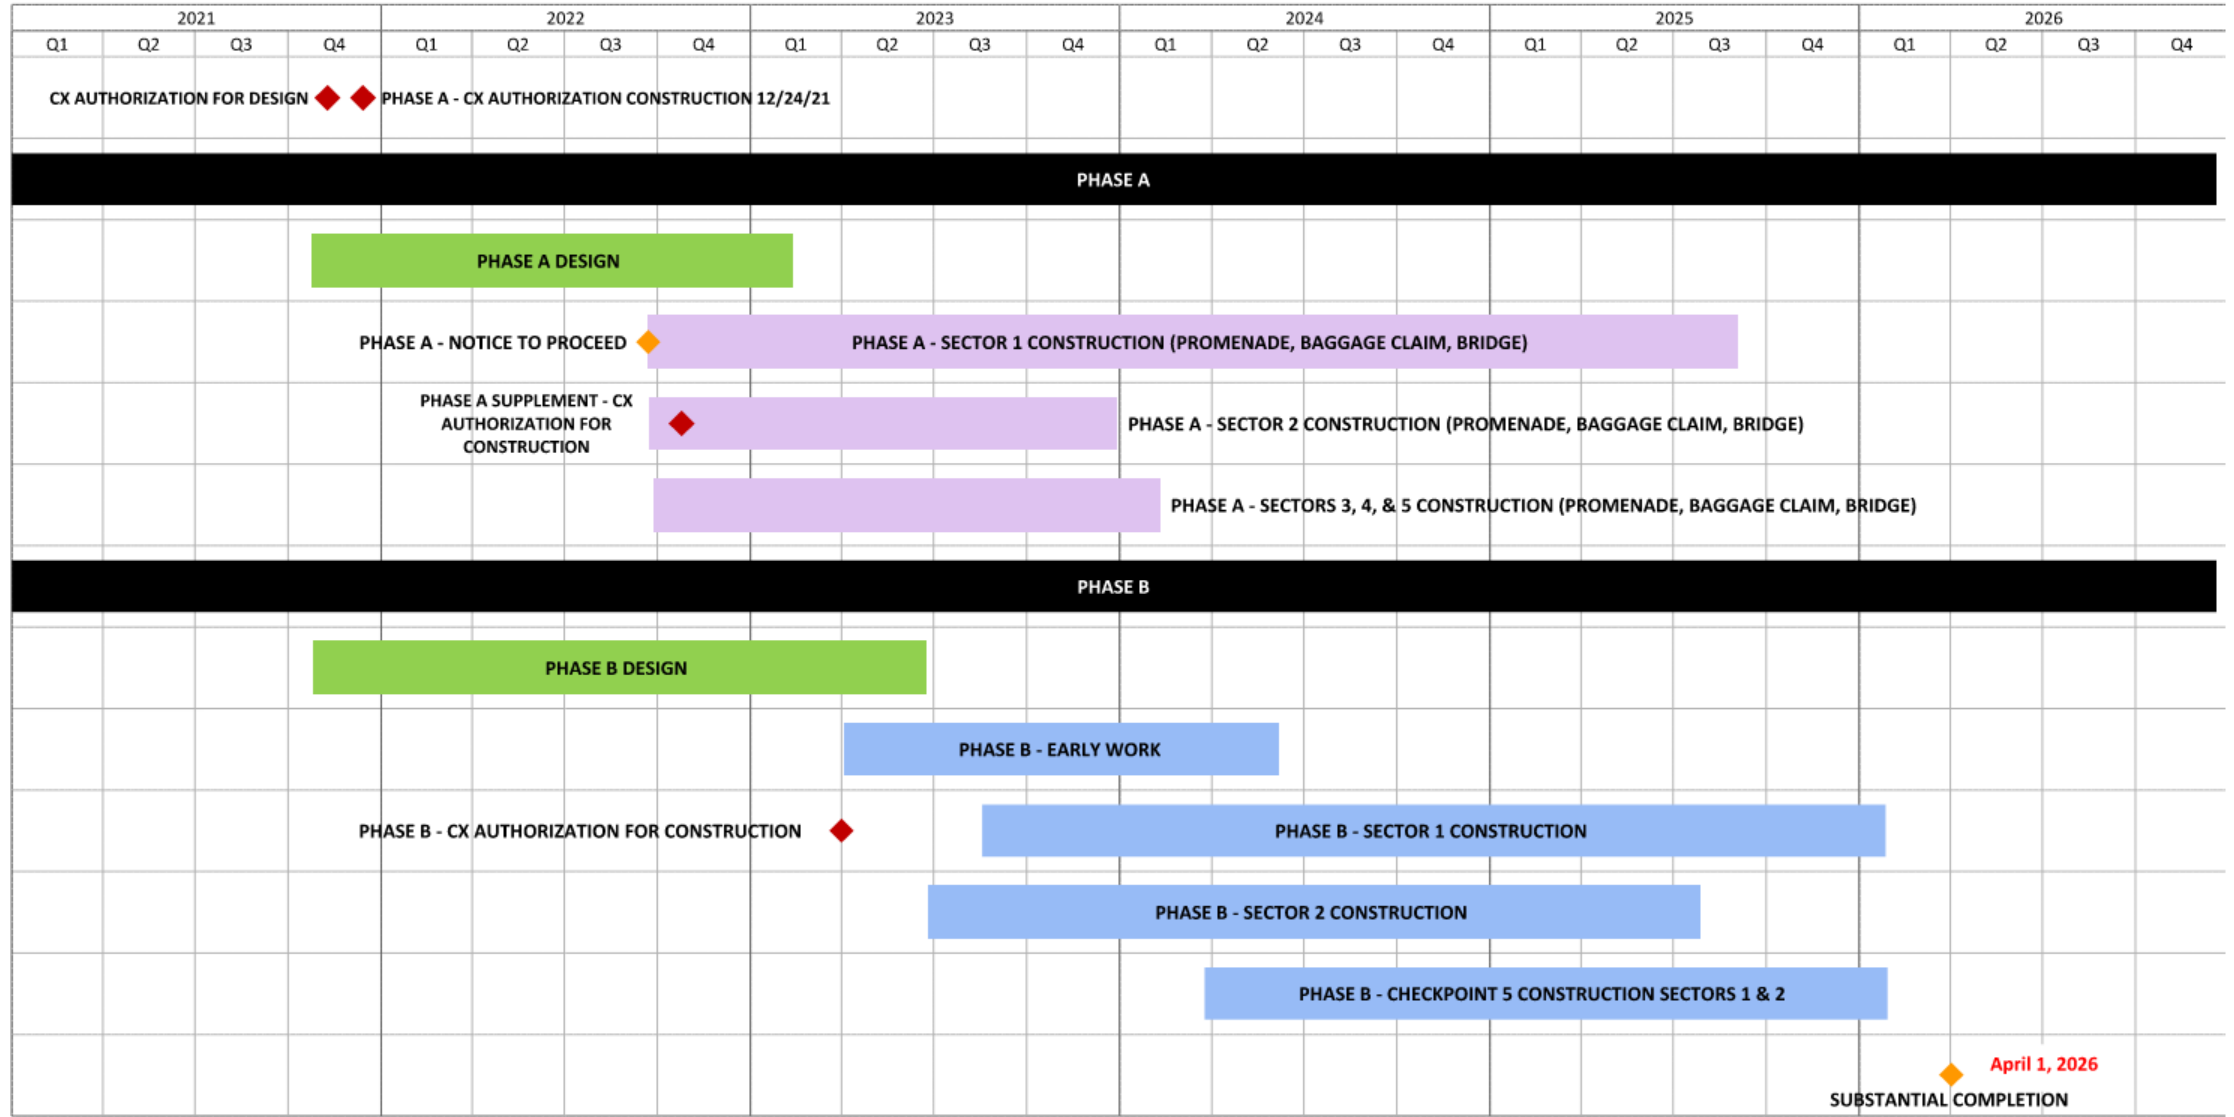 2021 2022 2023 2024 2025 2026
Q1 Q2 Q3 Q4 Q1 Q2 Q3 Q4 Q1 Q2 Q3 Q4 Q1 Q2 Q3 Q4 Q1 Q2 Q3 Q4 Q1 Q2 Q3 Q4
CX AUTHORIZATION FOR DESIGN PHASE A - CX AUTHORIZATION CONSTRUCTION 12/24/21
PHASE A
PHASE A DESIGN
PHASE A - NOTICE TO PROCEED PHASE A - SECTOR 1 CONSTRUCTION (PROMENADE, BAGGAGE CLAIM, BRIDGE)
PHASE A SUPPLEMENT - CX
AUTHORIZATION FOR
CONSTRUCTION
PHASE A - SECTOR 2 CONSTRUCTION (PROMENADE, BAGGAGE CLAIM, BRIDGE)
PHASE A - SECTORS 3, 4, & 5 CONSTRUCTION (PROMENADE, BAGGAGE CLAIM, BRIDGE)
PHASE B
PHASE B DESIGN
PHASE B - EARLY WORK
PHASE B - CX AUTHORIZATION FOR CONSTRUCTION PHASE B - SECTOR 1 CONSTRUCTION
PHASE B - SECTOR 2 CONSTRUCTION
PHASE B - CHECKPOINT 5 CONSTRUCTION SECTORS 1 & 2
April 1, 2026
SUBSTANTIAL COMPLETION